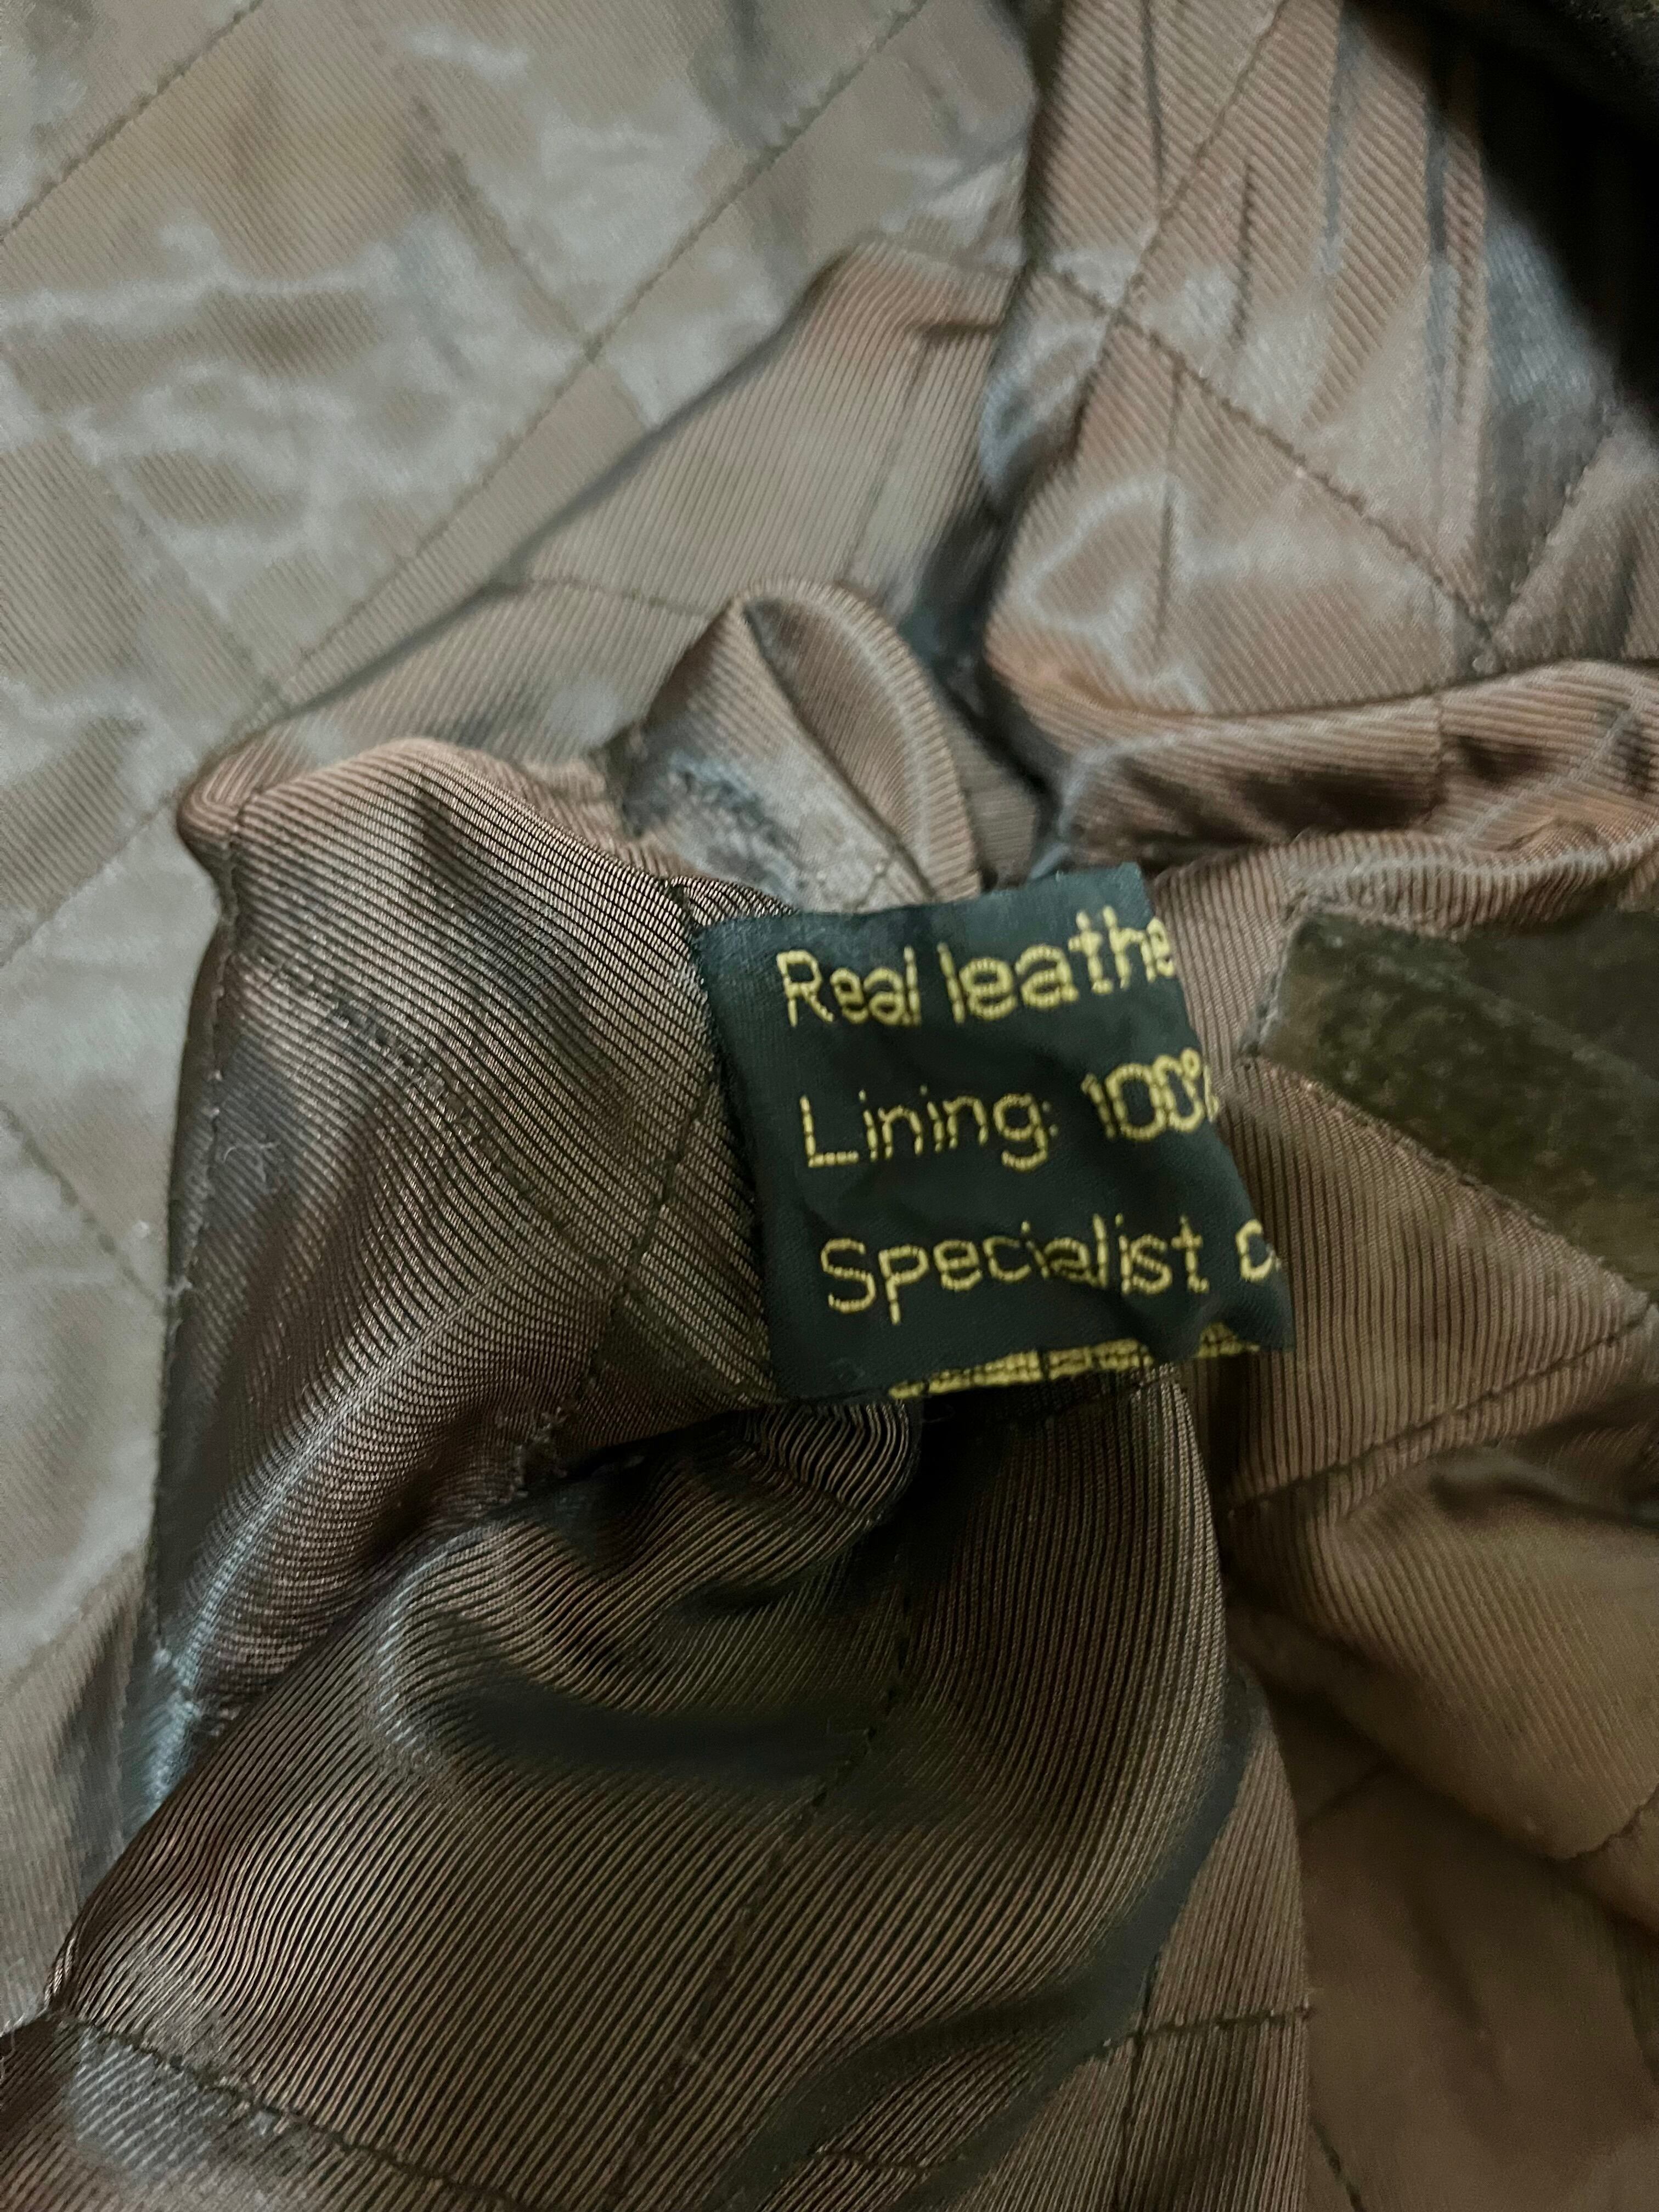 Real leathe
Lining: 100%
Specialist c